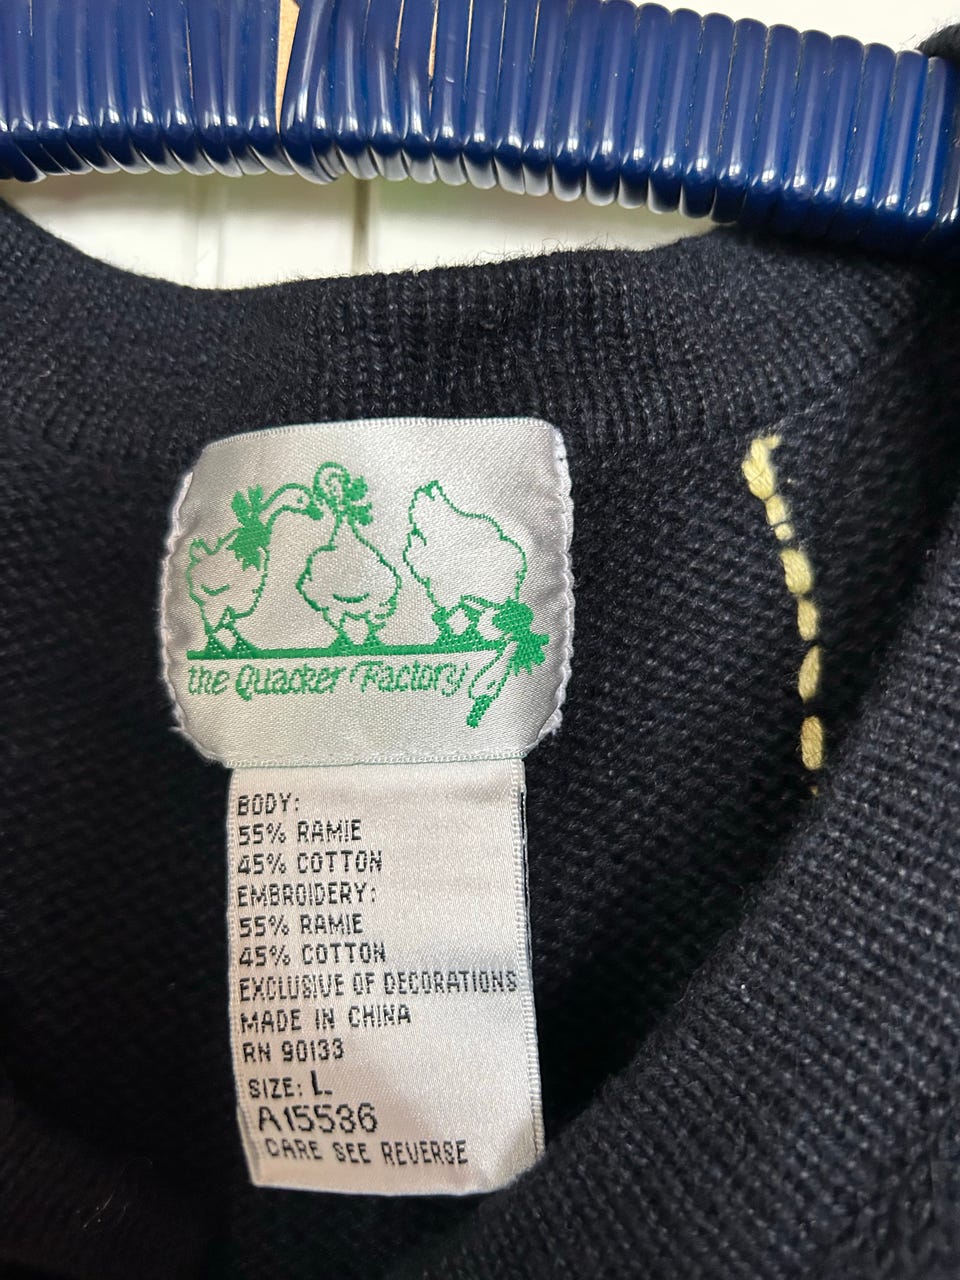 the Quacker Factory
BODY:
55% RAMIE
45% COTTON
EMBROIDERY:
55% RAMIE
45% COTTON
EXCLUSIVE OF DECORATIONS
MADE IN CHINA
RN 90133
SIZE: L
A15536
CARE SEE REVERSE